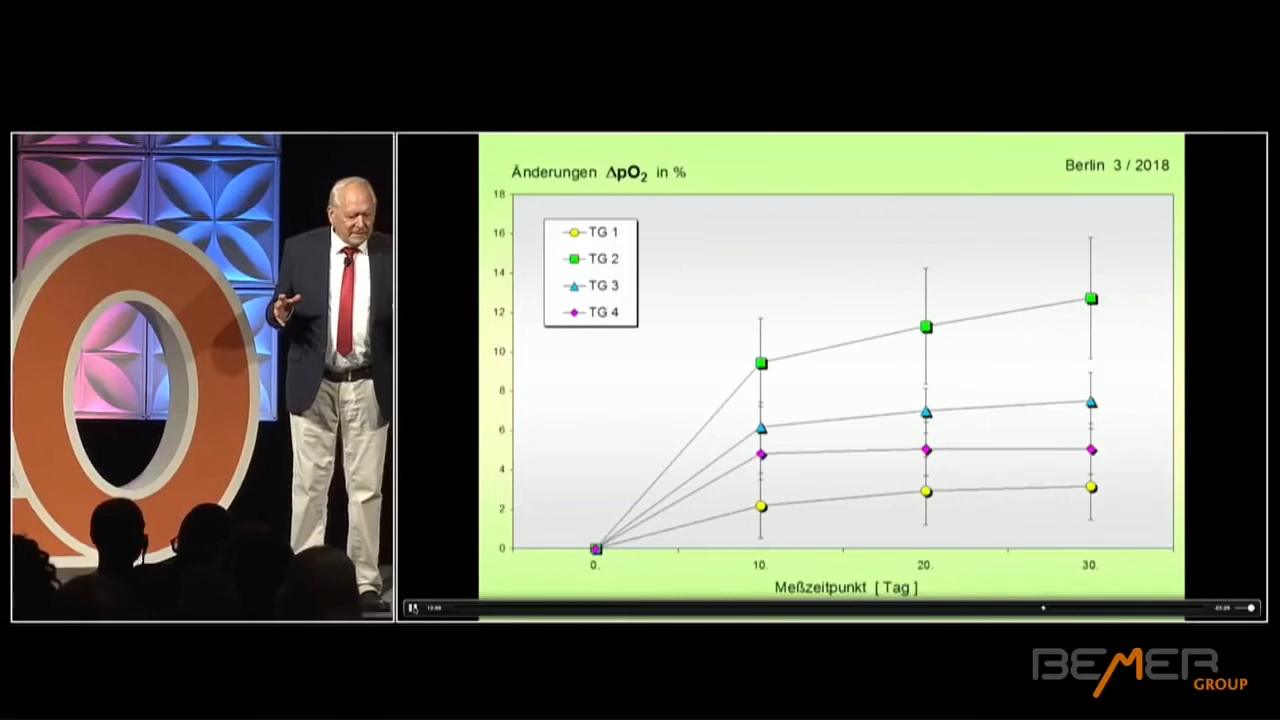 Änderungen ΔpO₂ in %
Berlin 3 / 2018
18
16
14
12
10
8
6
4
2
0
TG 1
TG 2
TG 3
TG 4
0.
10.
20.
30.
Meßzeitpunkt [ Tag ]
BEMER
GROUP